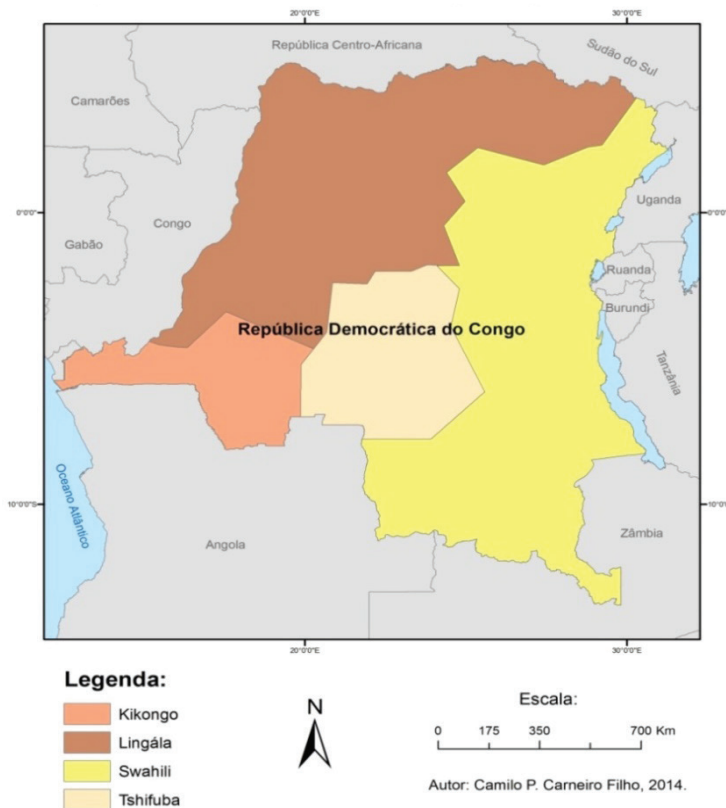 20°0'0"E
30°0'0"E
República Centro-Africana
Sudão do Sul
Camarões
Uganda
0°0'0"
0°0'0"
Congo
Gabão
Ruanda
Burundi
República Democrática do Congo
Tanzânia
Oceano Atlântico
10°0'0"S
Angola
Zâmbia
20°0'0"E
30°0'0"E
Legenda:
Kikongo
Lingála
Swahili
Tshifuba
N
Escala:
0 175 350 700 Km
Autor: Camilo P. Carneiro Filho, 2014.